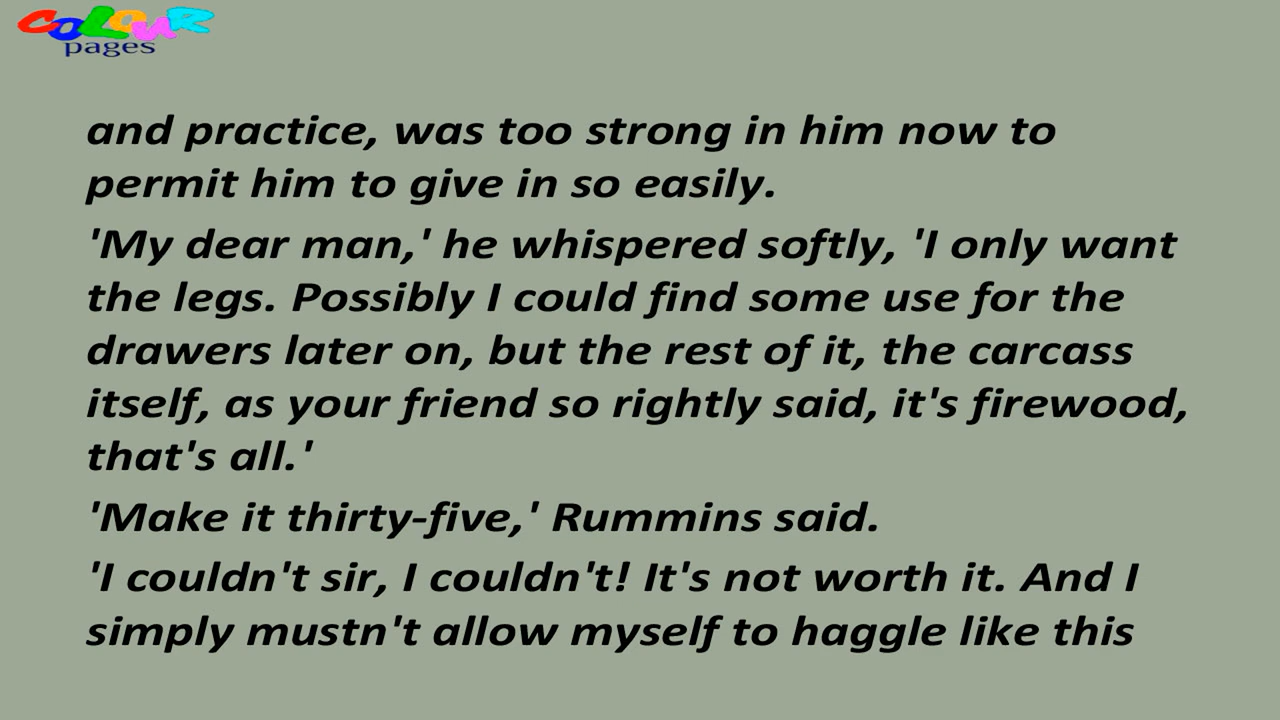 COLOUR
pages
and practice, was too strong in him now to
permit him to give in so easily.
'My dear man,' he whispered softly, 'I only want
the legs. Possibly I could find some use for the
drawers later on, but the rest of it, the carcass
itself, as your friend so rightly said, it's firewood,
that's all.'
'Make it thirty-five,' Rummins said.
'I couldn't sir, I couldn't! It's not worth it. And I
simply mustn't allow myself to haggle like this